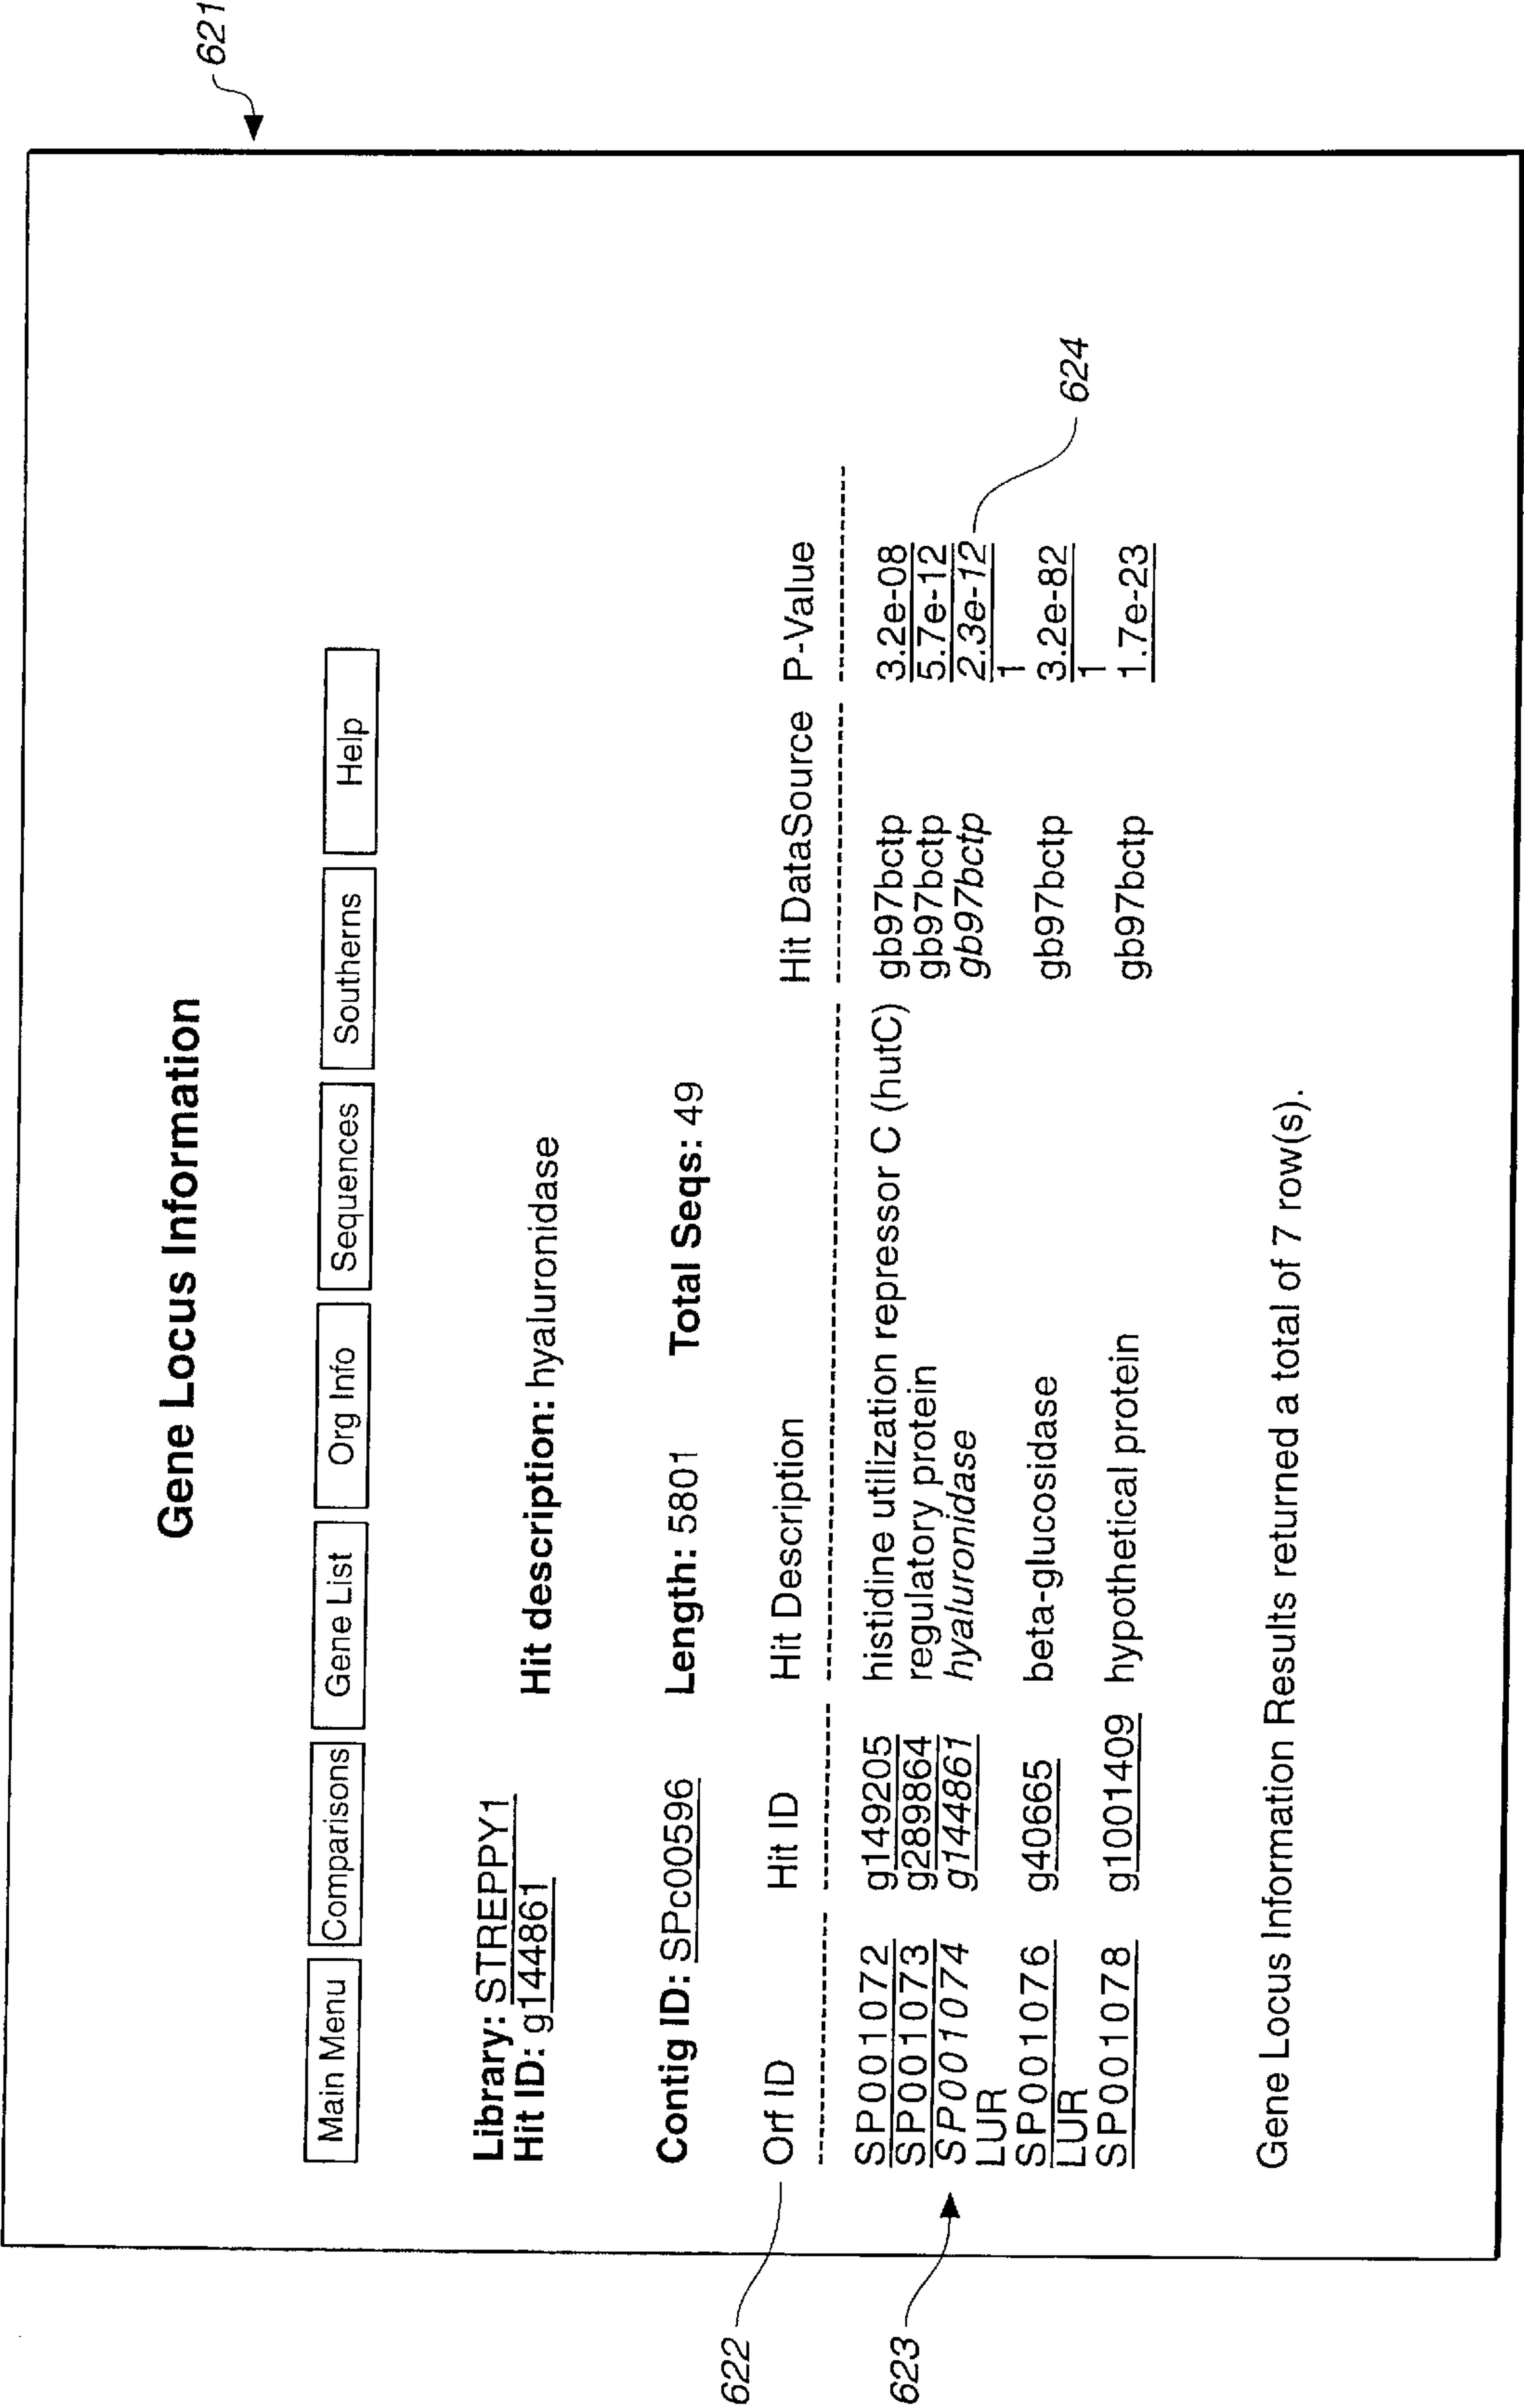 621
Gene Locus Information
Main Menu Comparisons Gene List Org Info Sequences Southerns Help
Library: STREPPY1
Hit ID: g144861 Hit description: hyaluronidase
Contig ID: SPc00596 Length: 5801 Total Seqs: 49
622
Orf ID Hit ID Hit Description Hit DataSource P-Value
SP001072 g149205 histidine utilization repressor C (hutC) gb97bctp 3.2e-08
SP001073 g289864 regulatory protein gb97bctp 5.7e-12
623
SP001074 g144861 hyaluronidase gb97bctp 2.3e-12
624
LUR 1
SP001076 g40665 beta-glucosidase gb97bctp 3.2e-82
LUR 1
SP001078 g1001409 hypothetical protein gb97bctp 1.7e-23
Gene Locus Information Results returned a total of 7 row(s).